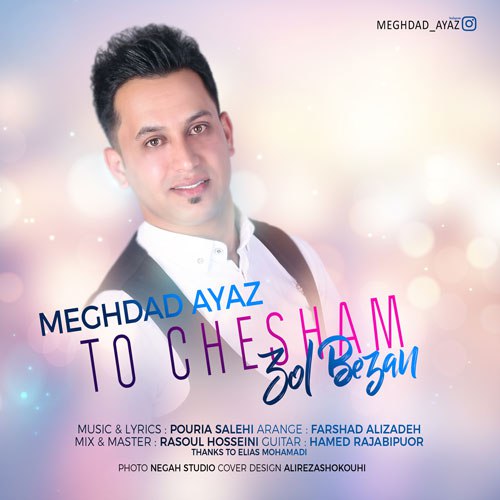 MEGHDAD_AYAZ
MEGHDAD AYAZ
TO CHESHAM
Zol Bezan
MUSIC & LYRICS : POURIA SALEHI ARANGE : FARSHAD ALIZADEH
MIX & MASTER : RASOUL HOSSEINI GUITAR : HAMED RAJABIPUOR
THANKS TO ELIAS MOHAMADI
PHOTO NEGAH STUDIO COVER DESIGN ALIREZASHOKOUHI